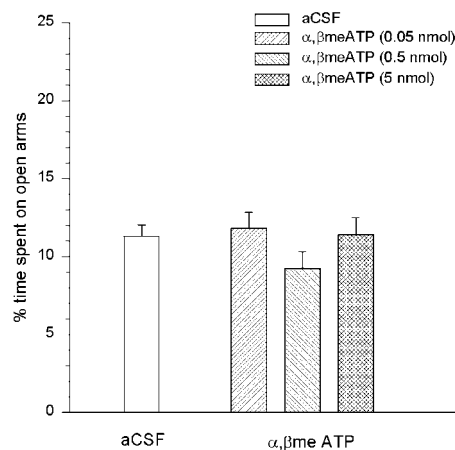 aCSF
α,βmeATP (0.05 nmol)
α,βmeATP (0.5 nmol)
α,βmeATP (5 nmol)
25
20
15
10
5
0
% time spent on open arms
aCSF
α,βme ATP